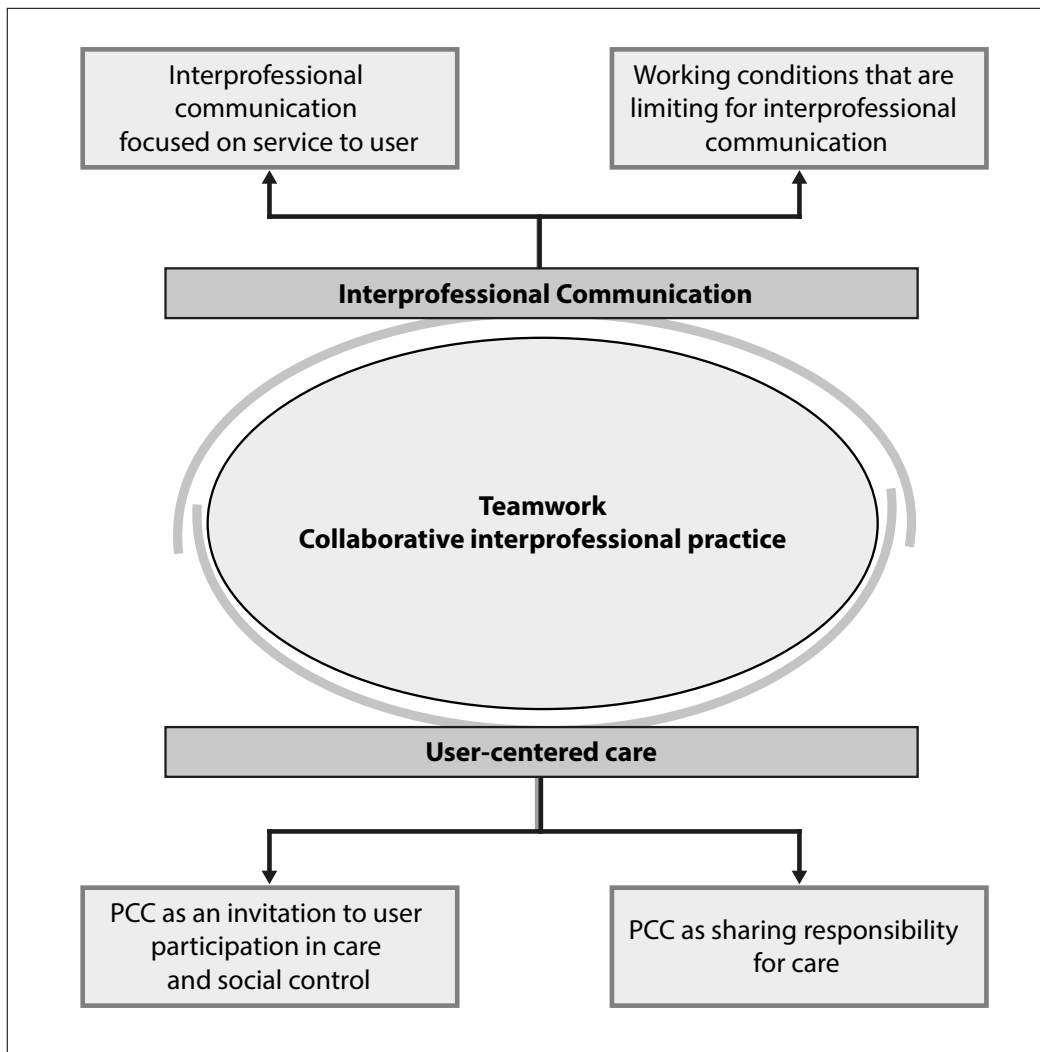 Interprofessional
communication
focused on service to user
Working conditions that are
limiting for interprofessional
communication
Interprofessional Communication
Teamwork
Collaborative interprofessional practice
User-centered care
PCC as an invitation to user
participation in care
and social control
PCC as sharing responsibility
for care